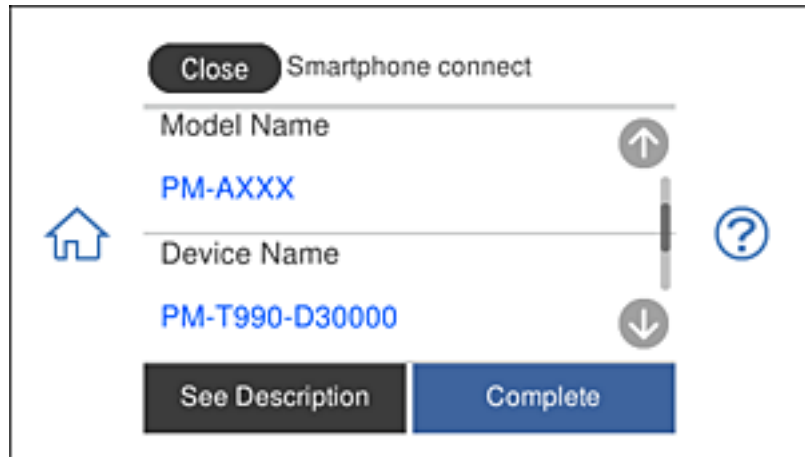 Close Smartphone connect
Model Name
PM-AXXX
Device Name
PM-T990-D30000
See Description Complete